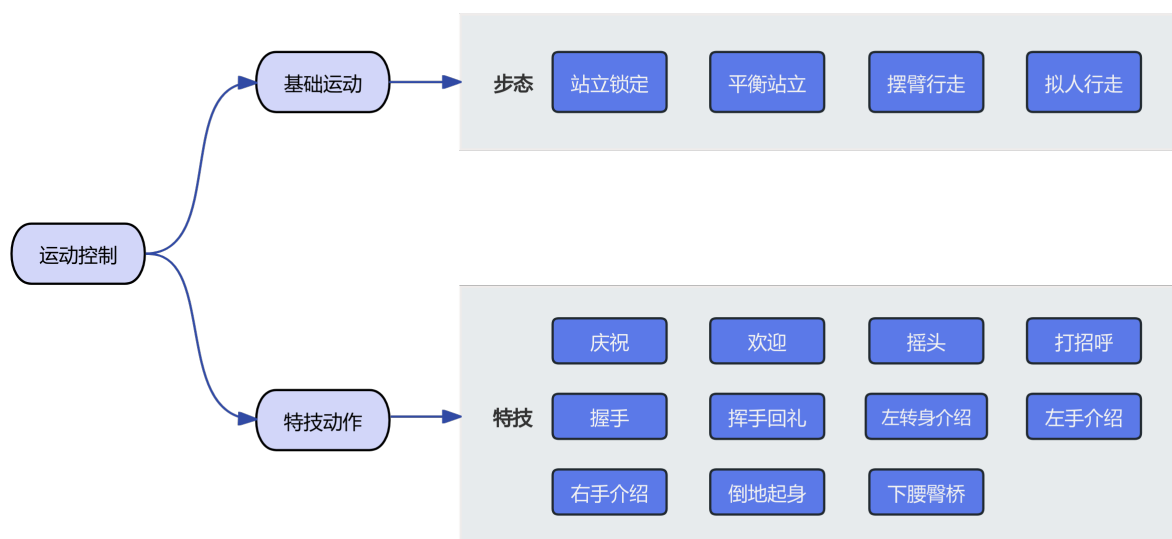 基础运动
步态
站立锁定
平衡站立
摆臂行走
拟人行走
运动控制
特技动作
特技
庆祝
欢迎
摇头
打招呼
握手
挥手回礼
左转身介绍
左手介绍
右手介绍
倒地起身
下腰臀桥